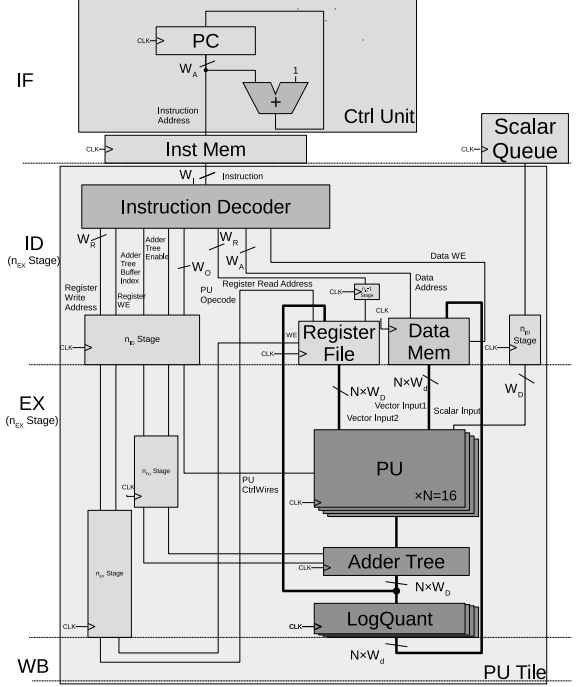 IF
CLK
PC
W_A
1
+
Instruction
Address
Ctrl Unit
CLK
Inst Mem
CLK
Scalar
Queue
W_I
Instruction
Instruction Decoder
ID
(n_EX Stage)
W_R
Adder
Tree
Buffer
Index
Adder
Tree
Enable
W_O
W_R
W_A
Data WE
Register
Write
Address
Register
WE
PU
Opecode
Register Read Address
Data
Address
CLK
Stage
CLK
CLK
n_ID Stage
WE
CLK
Register
File
Data
Mem
CLK
n_ID
Stage
EX
(n_EX Stage)
N×W_D
N×W_d
W_D
Vector Input1
Scalar Input
Vector Input2
n_PU Stage
CLK
PU
CtrlWires
PU
×N=16
CLK
n_EX Stage
CLK
Adder Tree
CLK
N×W_D
CLK
LogQuant
WB
N×W_d
PU Tile